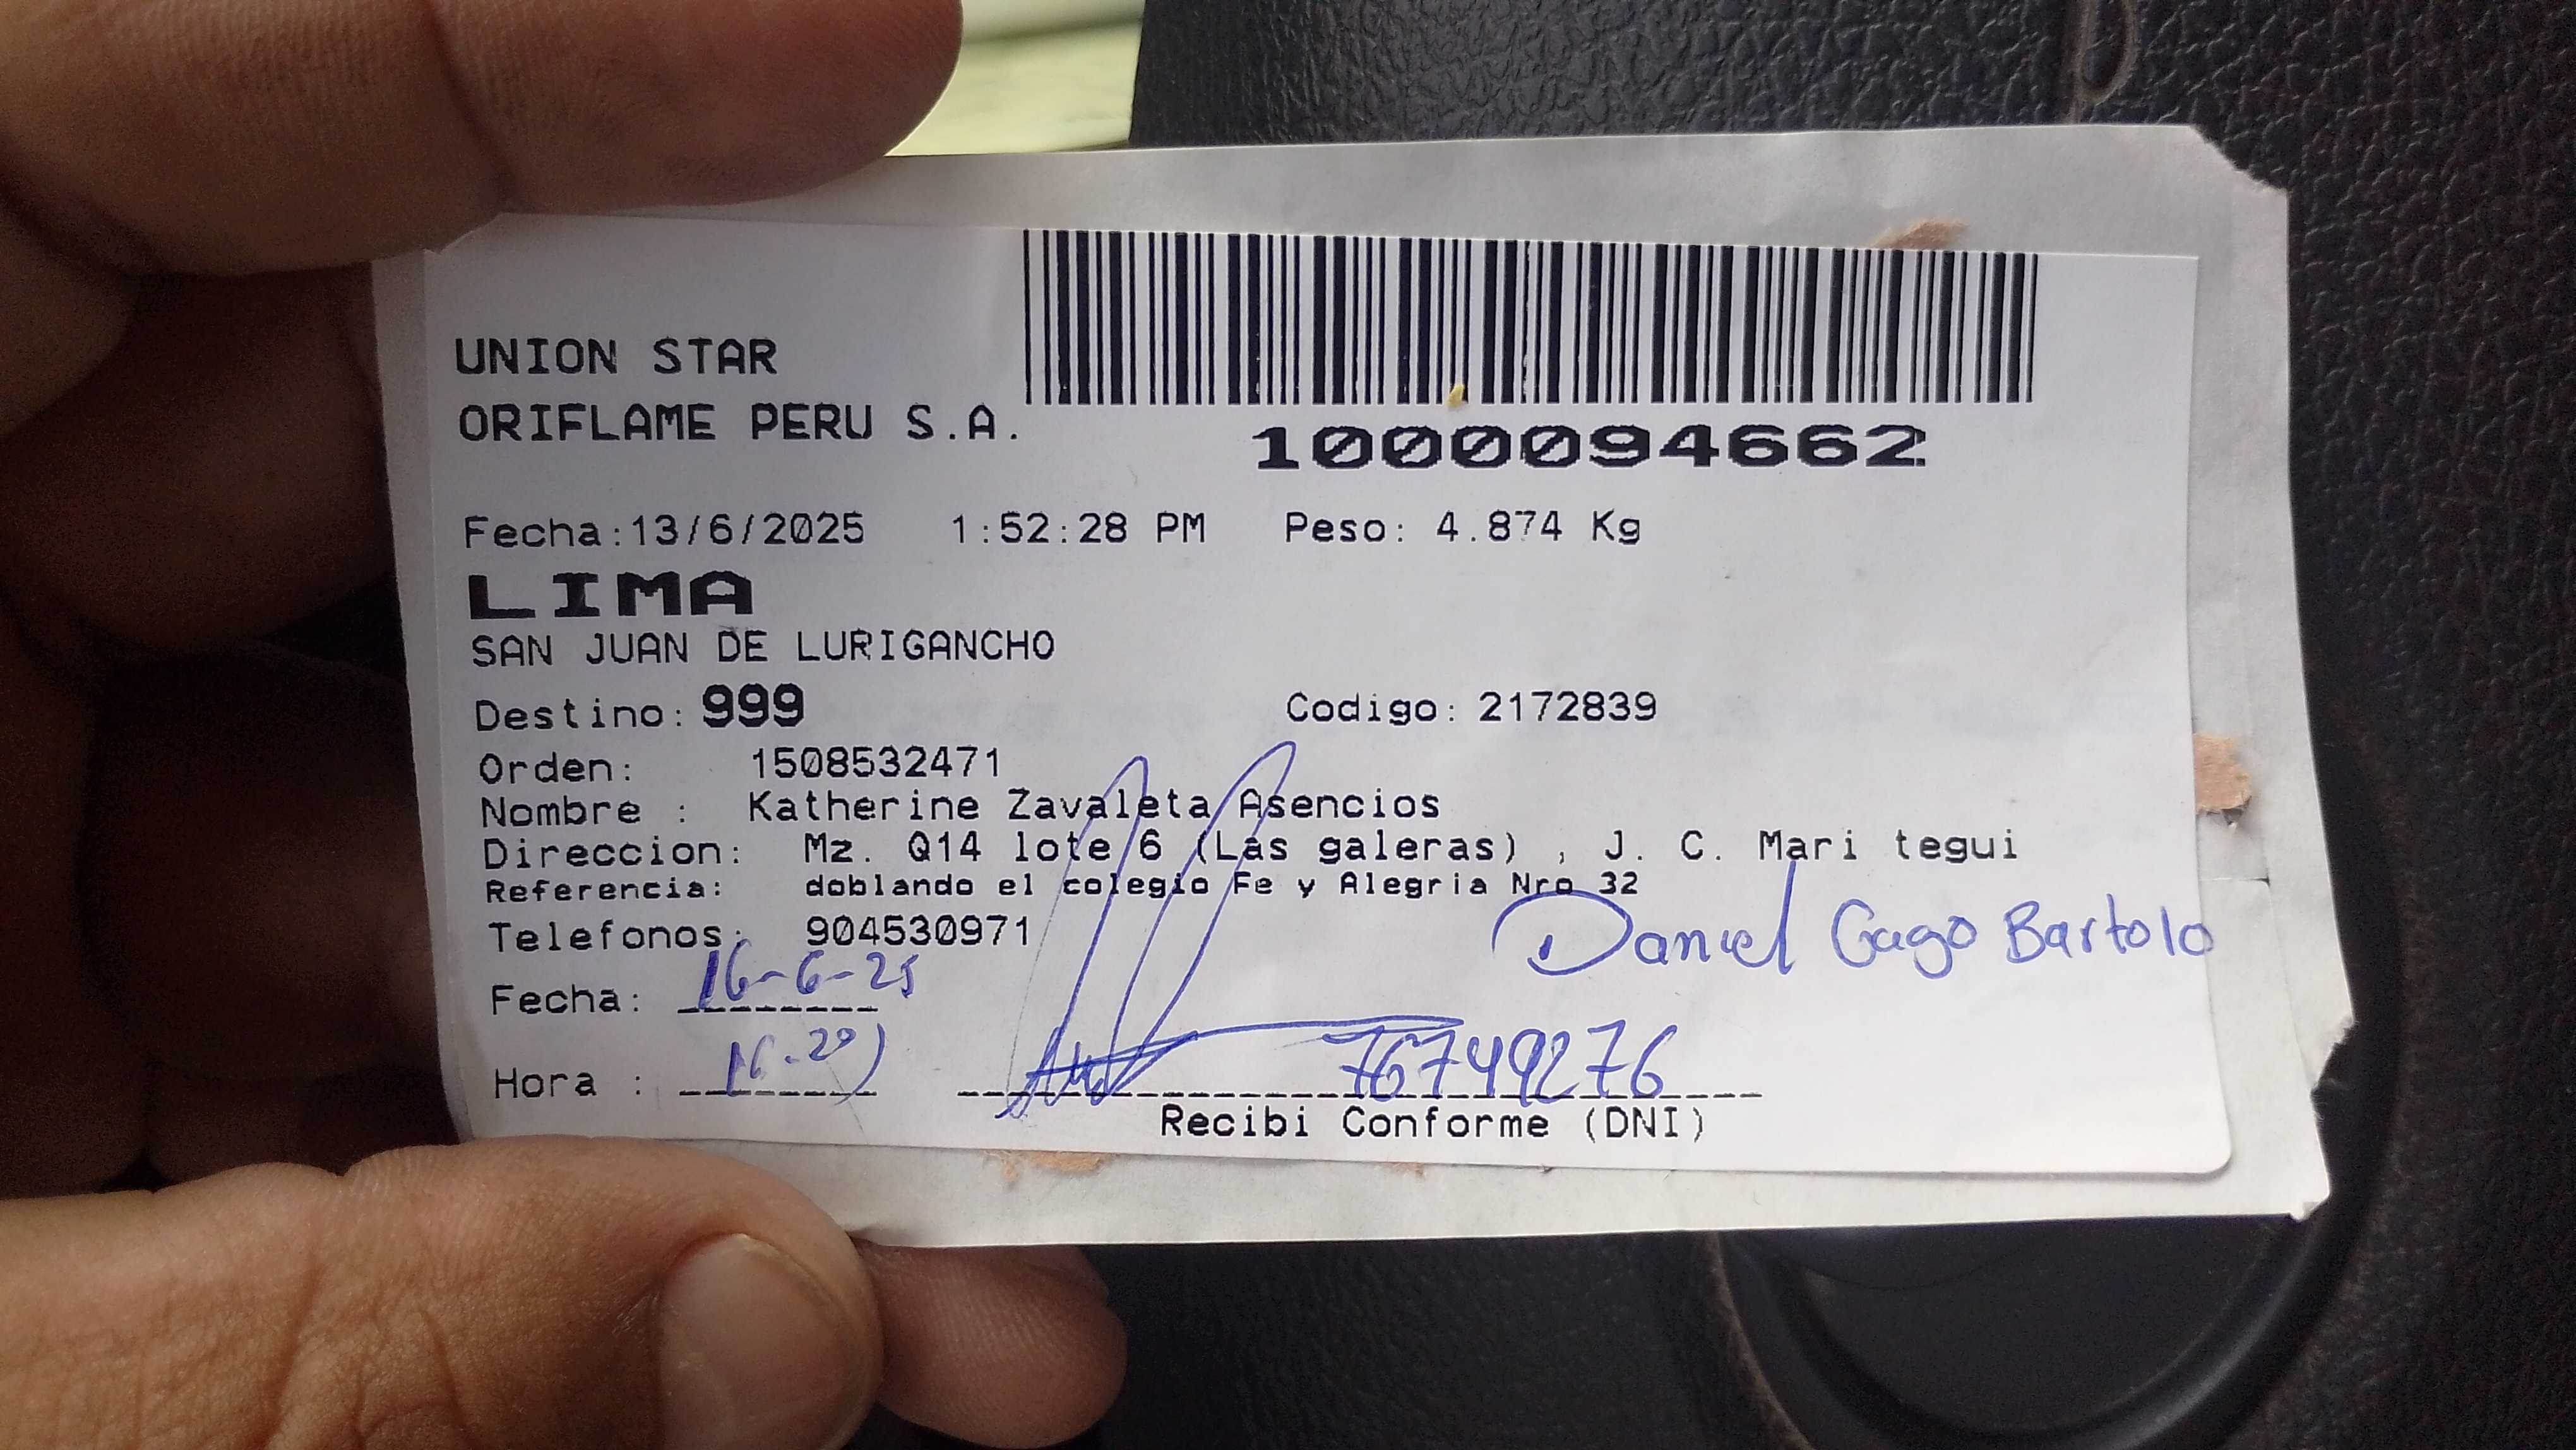 UNION STAR
ORIFLAME PERU S.A.
1000094662
Fecha:13/6/2025 1:52:28 PM Peso: 4.874 Kg
LIMA
SAN JUAN DE LURIGANCHO
Destino: 999 Codigo: 2172839
Orden: 1508532471
Nombre : Katherine Zavaleta Asencios
Direccion: Mz. Q14 lote 6 (Las galeras) , J. C. Mari tegui
Referencia: doblando el colegio Fe y Alegria Nro 32
Telefonos: 904530971
Daniel Gago Bartolo
Fecha: 16-6-25
Hora : 16-20
76749276
Recibi Conforme (DNI)